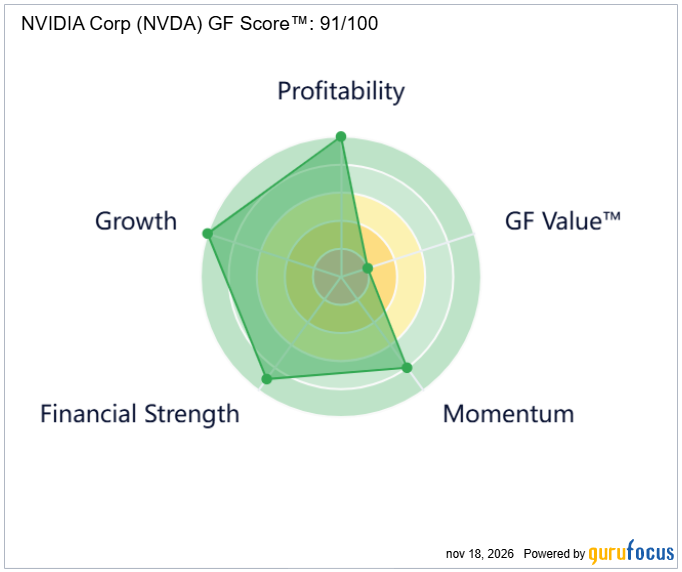 NVIDIA Corp (NVDA) GF Score™: 91/100
Profitability
Growth
GF Value™
Financial Strength
Momentum
nov 18, 2026 Powered by gurufocus